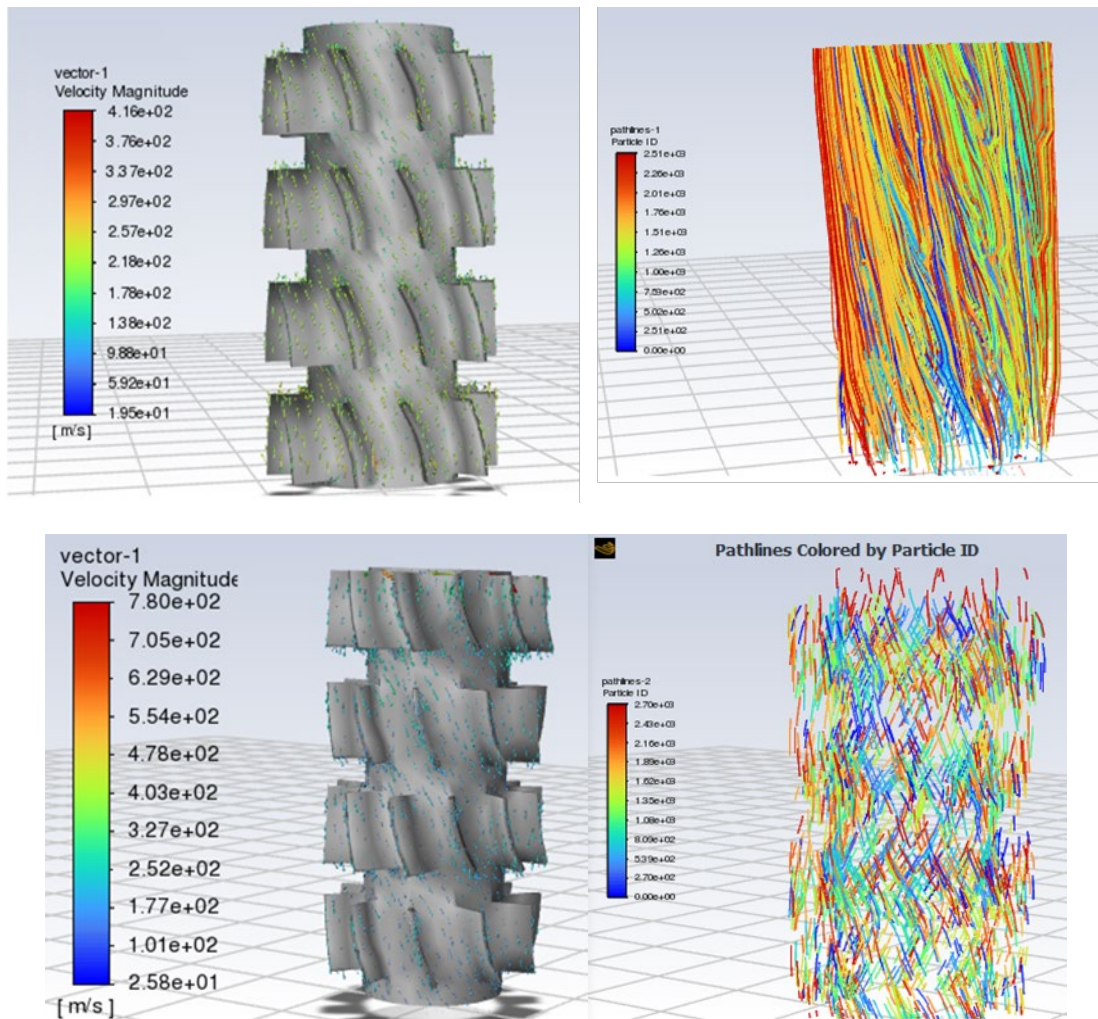 vector-1
Velocity Magnitude
4.16e+02
3.76e+02
3.37e+02
2.97e+02
2.57e+02
2.18e+02
1.78e+02
1.38e+02
9.88e+01
5.92e+01
1.95e+01
[ m/s]
pathlines-1
Particle ID
2.51e+03
2.26e+03
2.01e+03
1.76e+03
1.51e+03
1.26e+03
1.00e+03
7.53e+02
5.02e+02
2.51e+02
0.00e+00
vector-1
Velocity Magnitude
7.80e+02
7.05e+02
6.29e+02
5.54e+02
4.78e+02
4.03e+02
3.27e+02
2.52e+02
1.77e+02
1.01e+02
2.58e+01
[ m/s]
Pathlines Colored by Particle ID
pathlines-2
Particle ID
2.70e+03
2.43e+03
2.16e+03
1.89e+03
1.62e+03
1.35e+03
1.08e+03
8.09e+02
5.39e+02
2.70e+02
0.00e+00